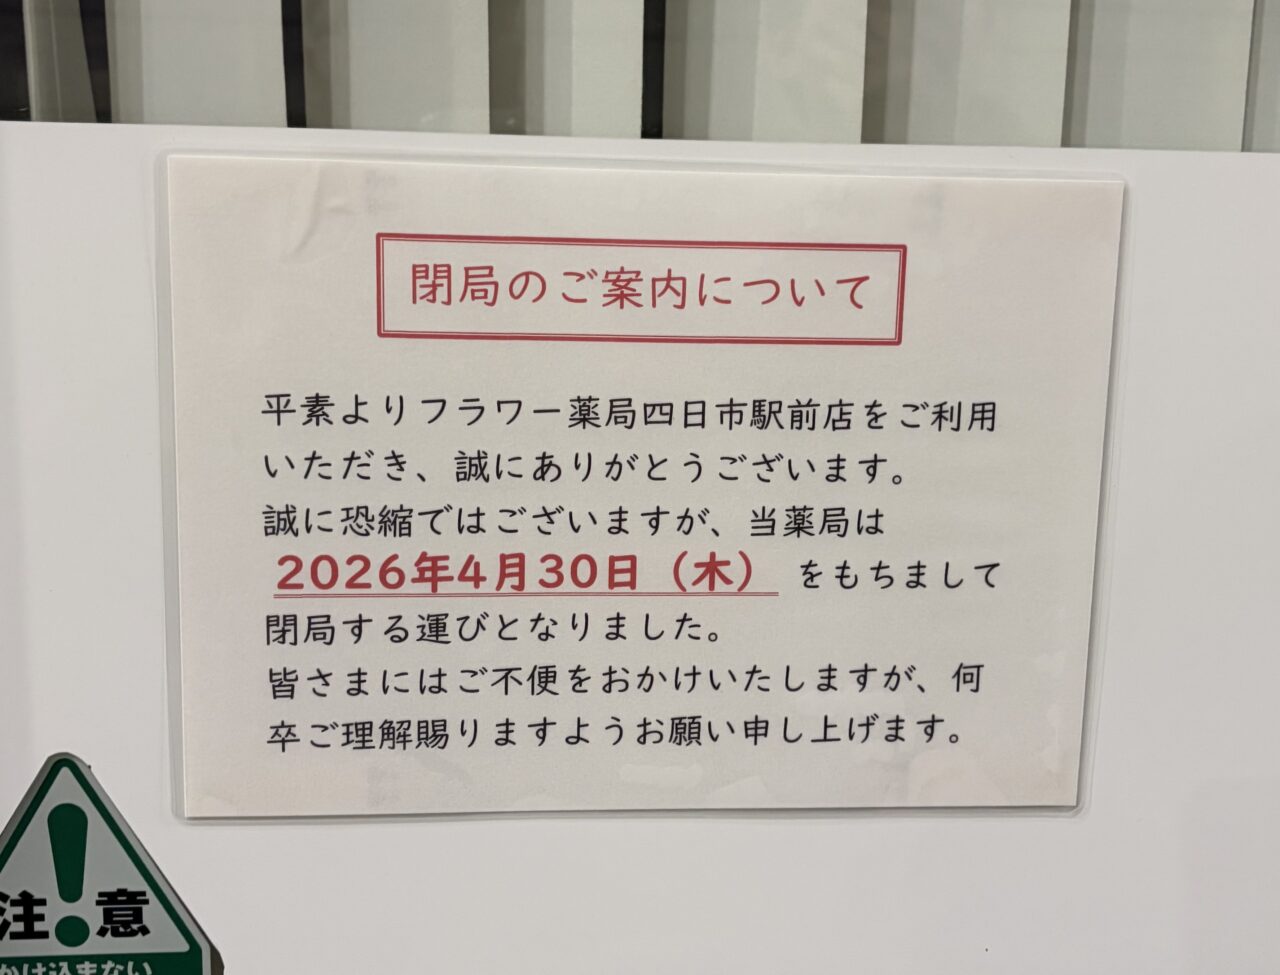 閉局のご案内について
平素よりフラワー薬局四日市駅前店をご利用
いただき、誠にありがとうございます。
誠に恐縮ではございますが、当薬局は
2026年4月30日（木）をもちまして
閉局する運びとなりました。
皆さまにはご不便をおかけいたしますが、何
卒ご理解賜りますようお願い申し上げます。
注!意
かけ込まない